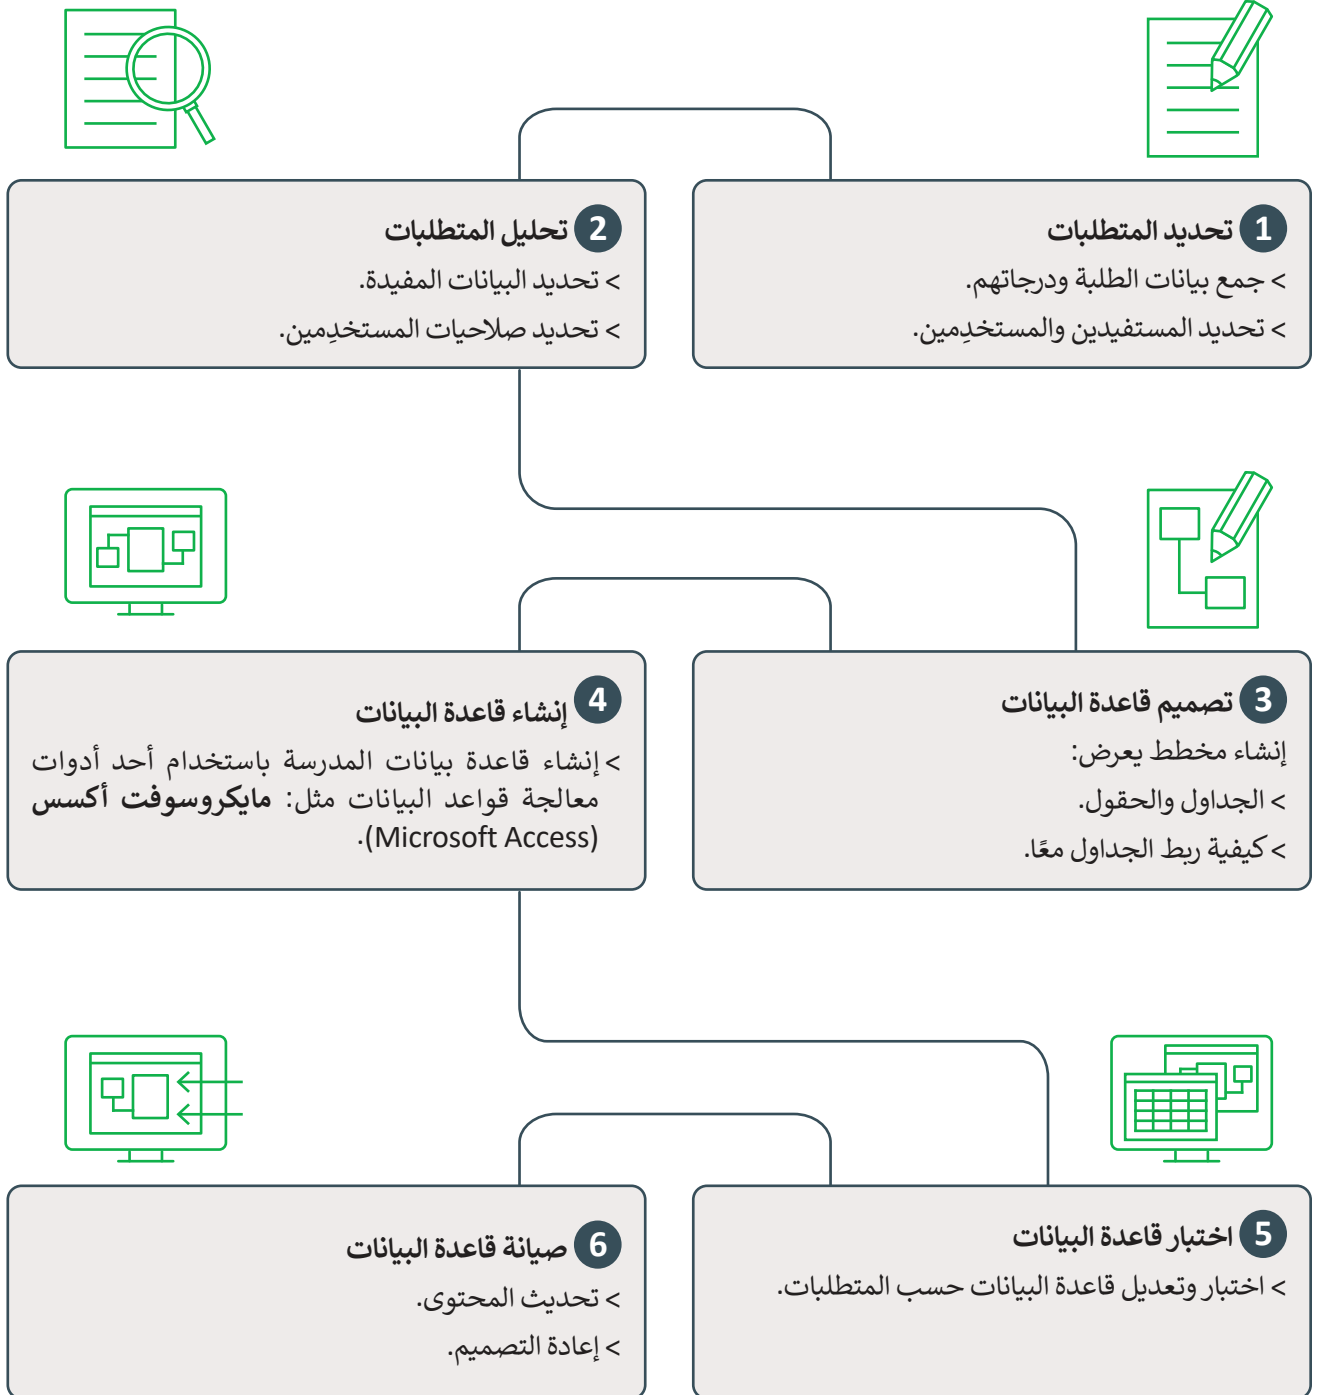 1 تحديد المتطلبات
> جمع بيانات الطلبة ودرجاتهم.
> تحديد المستفيدين والمستخدِمين.
2 تحليل المتطلبات
> تحديد البيانات المفيدة.
> تحديد صلاحيات المستخدِمين.
3 تصميم قاعدة البيانات
إنشاء مخطط يعرض:
> الجداول والحقول.
> كيفية ربط الجداول معًا.
4 إنشاء قاعدة البيانات
> إنشاء قاعدة بيانات المدرسة باستخدام أحد أدوات
معالجة قواعد البيانات مثل: مايكروسوفت أكسس
(Microsoft Access).
5 اختبار قاعدة البيانات
> اختبار وتعديل قاعدة البيانات حسب المتطلبات.
6 صيانة قاعدة البيانات
> تحديث المحتوى.
> إعادة التصميم.